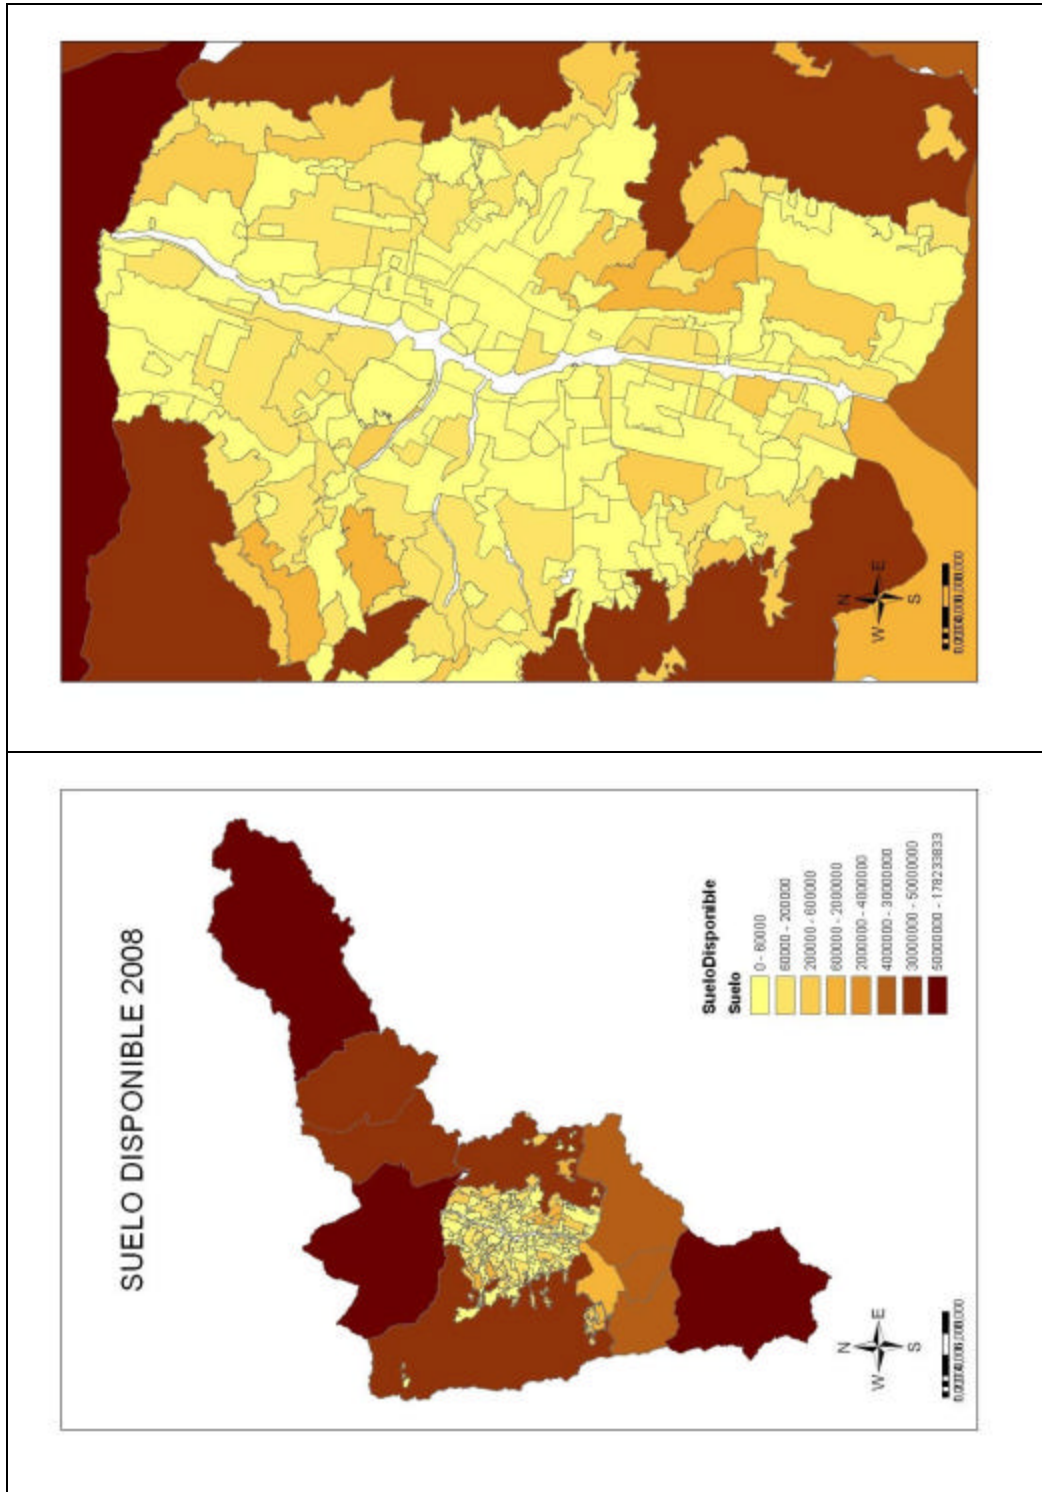 N
W
E
S
SUELO DISPONIBLE 2008
SueloDisponible
Suelo
0 - 60000
60000 - 200000
200000 - 600000
600000 - 2000000
2000000 - 4000000
4000000 - 30000000
30000000 - 50000000
50000000 - 178233833
N
W
E
S